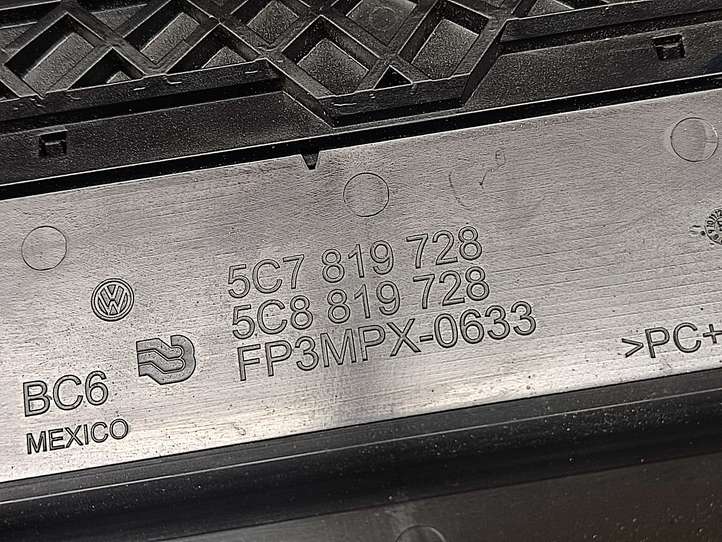 5C7 819 728
5C8 819 728
FP3MPX-0633
>PC+
BC6
MEXICO